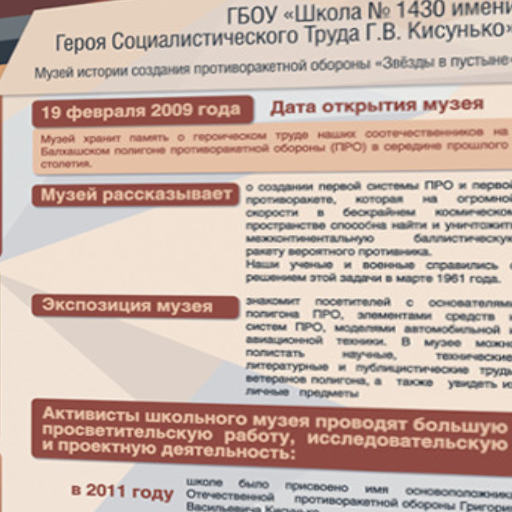 ГБОУ «Школа № 1430 имени
Героя Социалистического Труда Г.В. Кисунько»
Музей истории создания противоракетной обороны «Звёзды в пустыне»
19 февраля 2009 года Дата открытия музея
Музей хранит память о героическом труде наших соотечественников на
Балхашском полигоне противоракетной обороны (ПРО) в середине прошлого
столетия.
Музей рассказывает
о создании первой системы ПРО и первой
противоракете, которая на огромной
скорости в бескрайнем космическом
пространстве способна найти и уничтожить
межконтинентальную баллистическую
ракету вероятного противника.
Наши ученые и военные справились с
решением этой задачи в марте 1961 года.
Экспозиция музея
знакомит посетителей с основателями
полигона ПРО, элементами средств и
систем ПРО, моделями автомобильной и
авиационной техники. В музее можно
полистать научные, технические,
литературные и публицистические труды
ветеранов полигона, а также увидеть их
личные предметы
Активисты школьного музея проводят большую
просветительскую работу, исследовательскую
и проектную деятельность:
в 2011 году
школе было присвоено имя основоположника
Отечественной противоракетной обороны Григория
Васильевича Кисунько